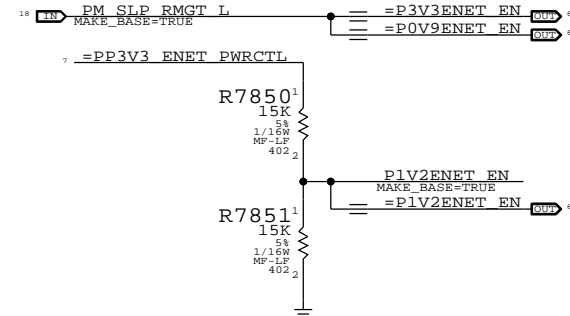 18 IN PM_SLP_RMGT_L =P3V3ENET_EN OUT 6
MAKE_BASE=TRUE
=P0V9ENET_EN OUT 6
7 =PP3V3_ENET_PWRCTL
R7850 1
15K
5%
1/16W
MF-LF
402 2
P1V2ENET_EN
MAKE_BASE=TRUE
=P1V2ENET_EN OUT 6
R7851 1
15K
5%
1/16W
MF-LF
402 2